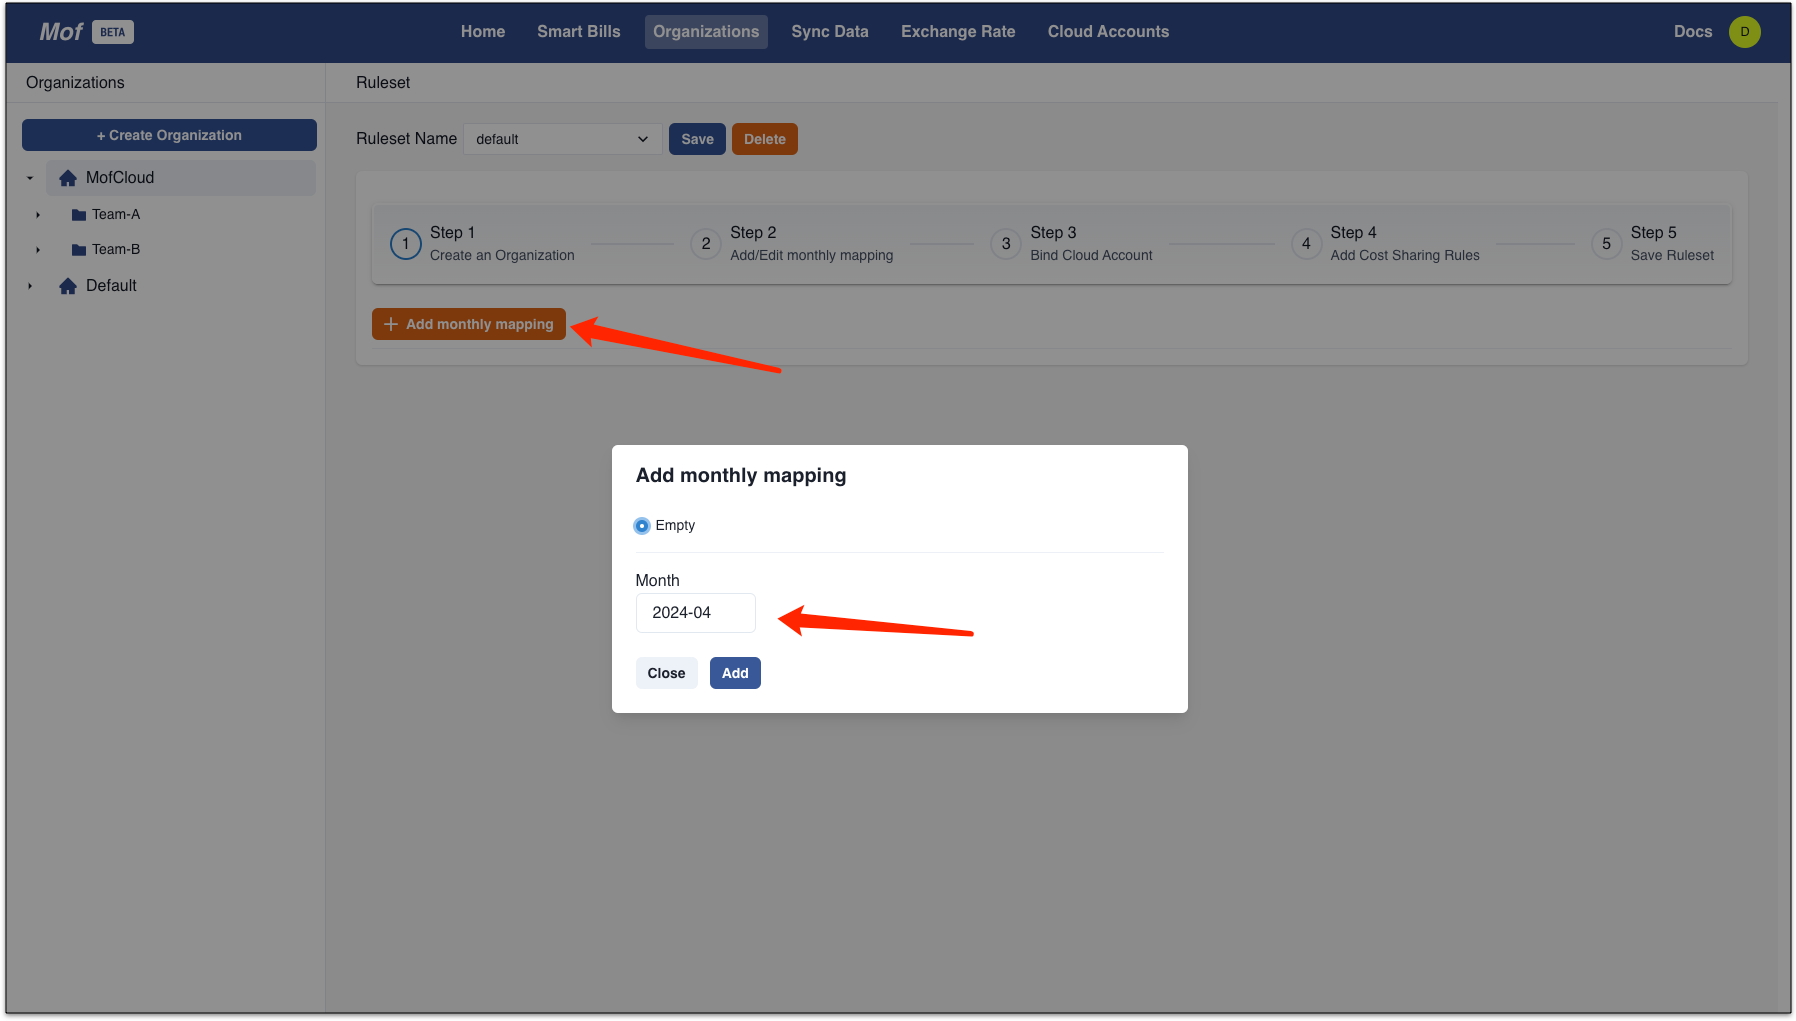 Mof BETA Home Smart Bills Organizations Sync Data Exchange Rate Cloud Accounts Docs D
Organizations
+ Create Organization
MofCloud
Team-A
Team-B
Default
Ruleset
Ruleset Name default Save Delete
1 Step 1
Create an Organization
2 Step 2
Add/Edit monthly mapping
3 Step 3
Bind Cloud Account
4 Step 4
Add Cost Sharing Rules
5 Step 5
Save Ruleset
+ Add monthly mapping
Add monthly mapping
Empty
Month
2024-04
Close Add